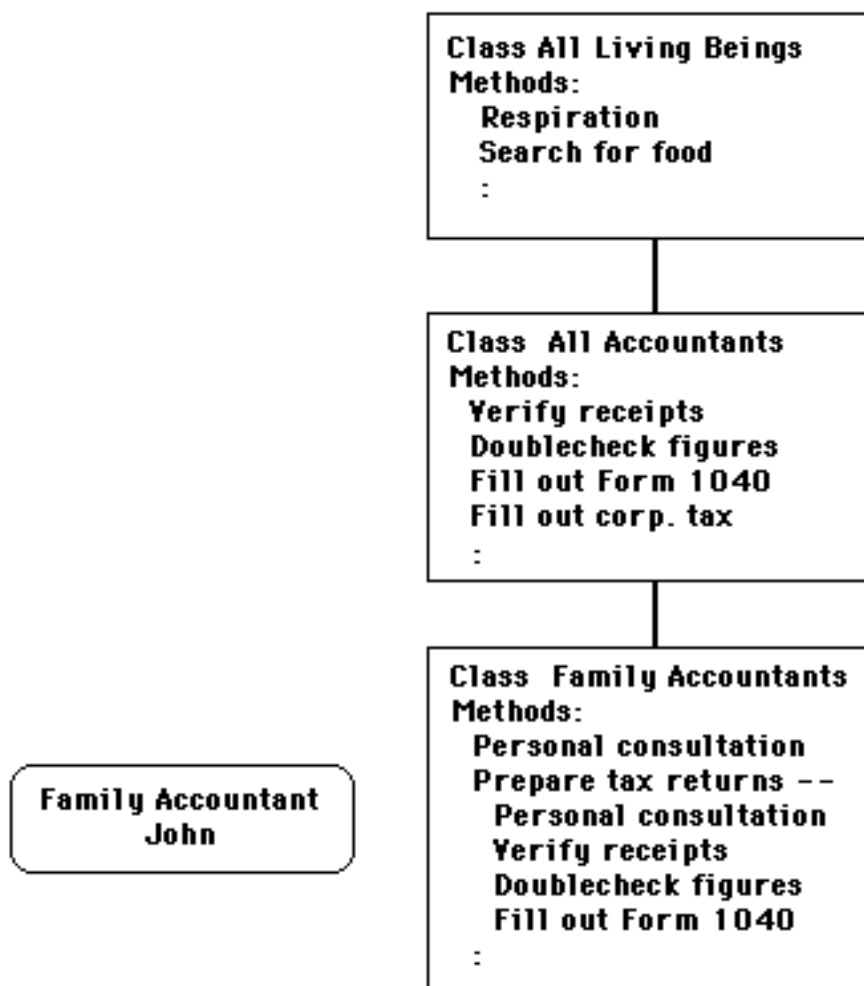 Class All Living Beings
Methods:
Respiration
Search for food
:
Class All Accountants
Methods:
Verify receipts
Doublecheck figures
Fill out Form 1040
Fill out corp. tax
:
Class Family Accountants
Methods:
Personal consultation
Prepare tax returns --
Personal consultation
Verify receipts
Doublecheck figures
Fill out Form 1040
:
Family Accountant
John